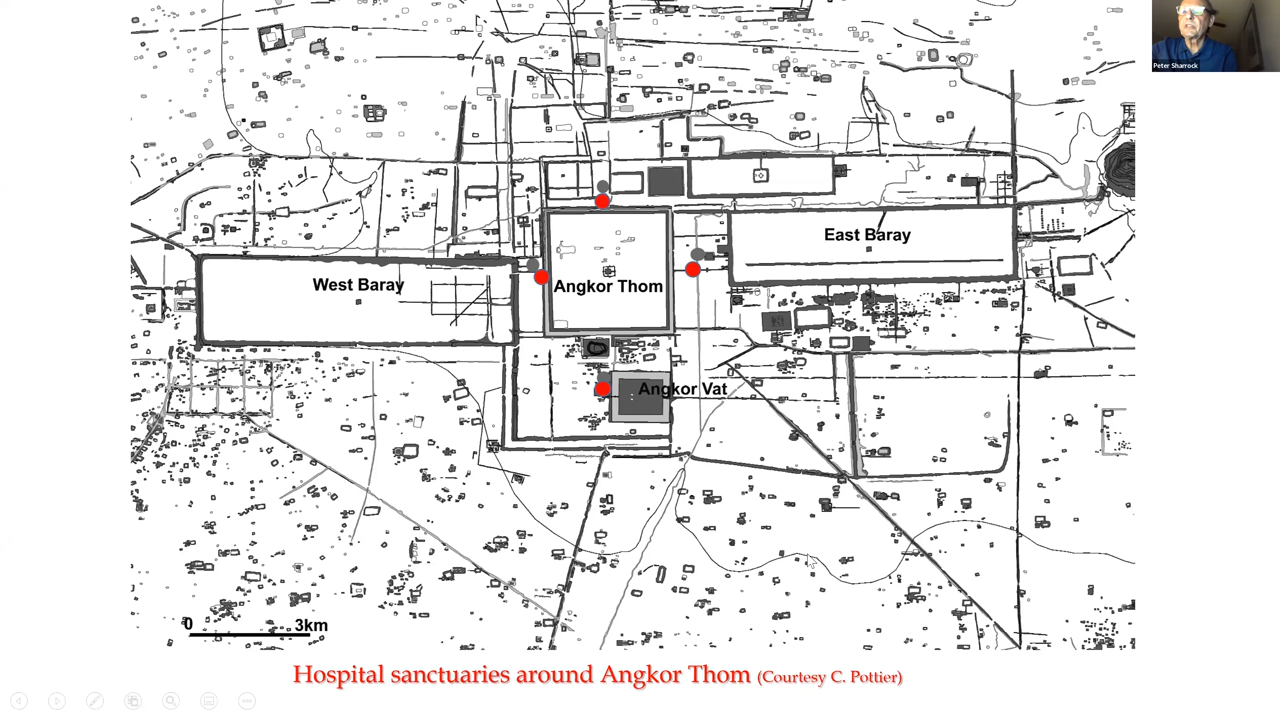 Peter Sharrock
East Baray
West Baray
Angkor Thom
Angkor Vat
0 3km
Hospital sanctuaries around Angkor Thom (Courtesy C. Pottier)